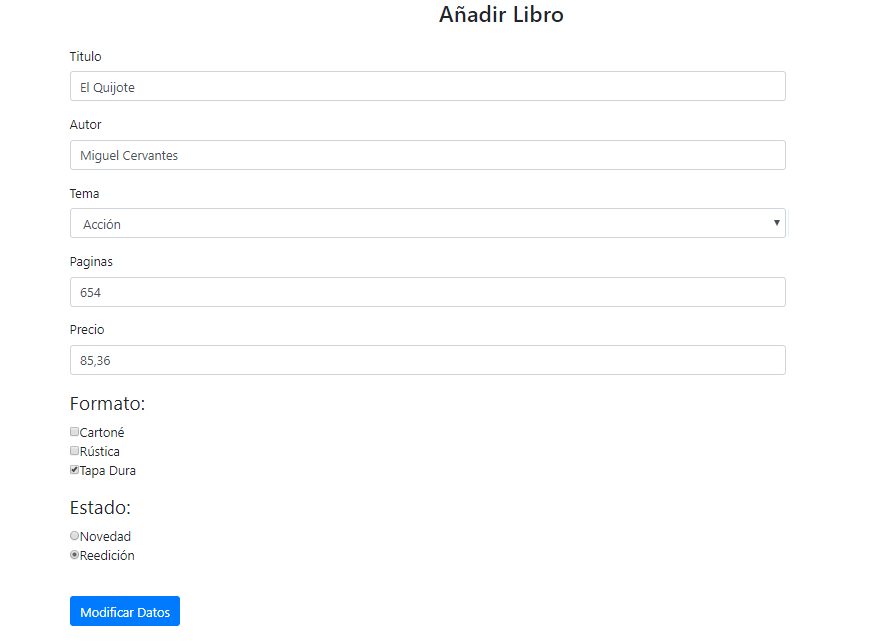 Añadir Libro
Titulo
El Quijote
Autor
Miguel Cervantes
Tema
Acción
Paginas
654
Precio
85,36
Formato:
Cartoné
Rústica
Tapa Dura
Estado:
Novedad
Reedición
Modificar Datos